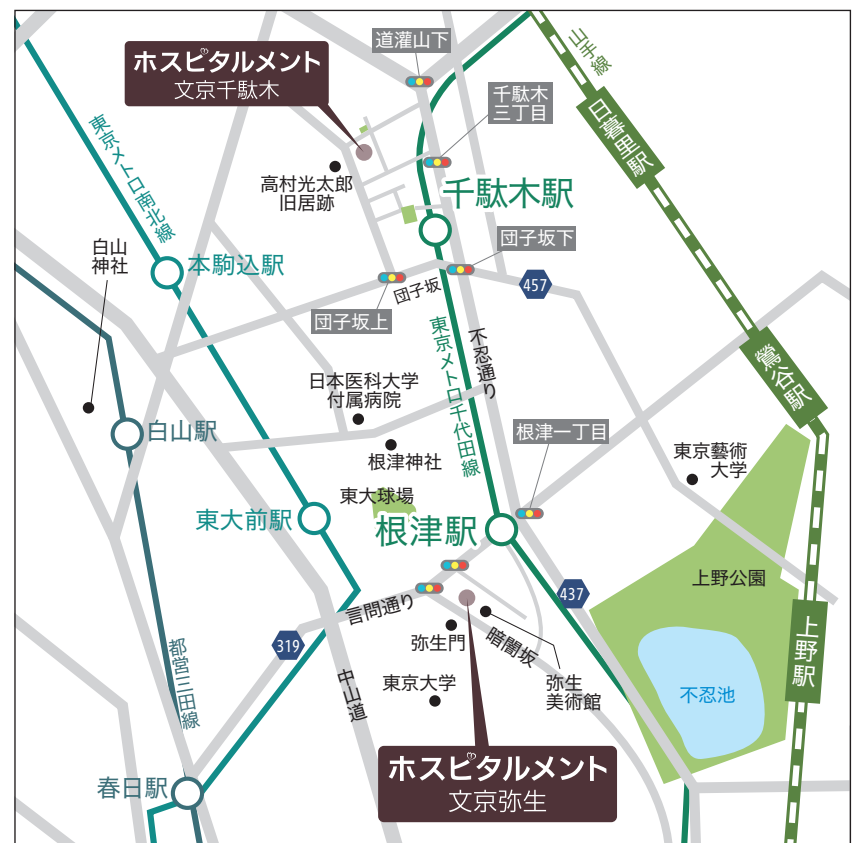 道灌山下
ホスピタルメント
文京千駄木
山手線
千駄木
三丁目
日暮里駅
東京メトロ南北線
高村光太郎
旧居跡
千駄木駅
団子坂下
白山
神社
本駒込駅
団子坂
457
団子坂上
東京メトロ千代田線
不忍通り
鶯谷駅
日本医科大学
付属病院
白山駅
根津一丁目
根津神社
東京藝術
大学
東大球場
東大前駅
根津駅
上野公園
言問通り
437
319
弥生門
暗闇坂
上野駅
都営三田線
中山道
東京大学
弥生
美術館
不忍池
ホスピタルメント
文京弥生
春日駅